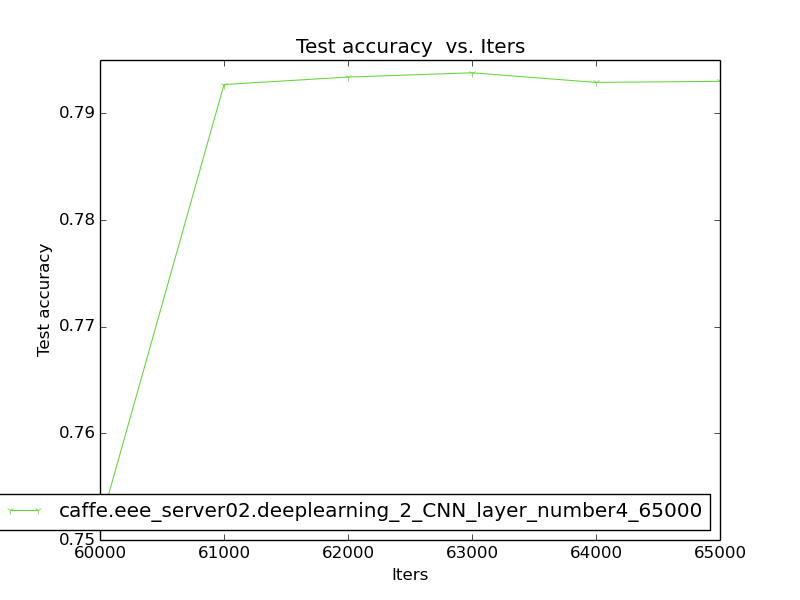 Test accuracy  vs. Iters
Test accuracy
0.79
0.78
0.77
0.76
0.75
caffe.eee_server02.deeplearning_2_CNN_layer_number4_65000
60000 61000 62000 63000 64000 65000
Iters